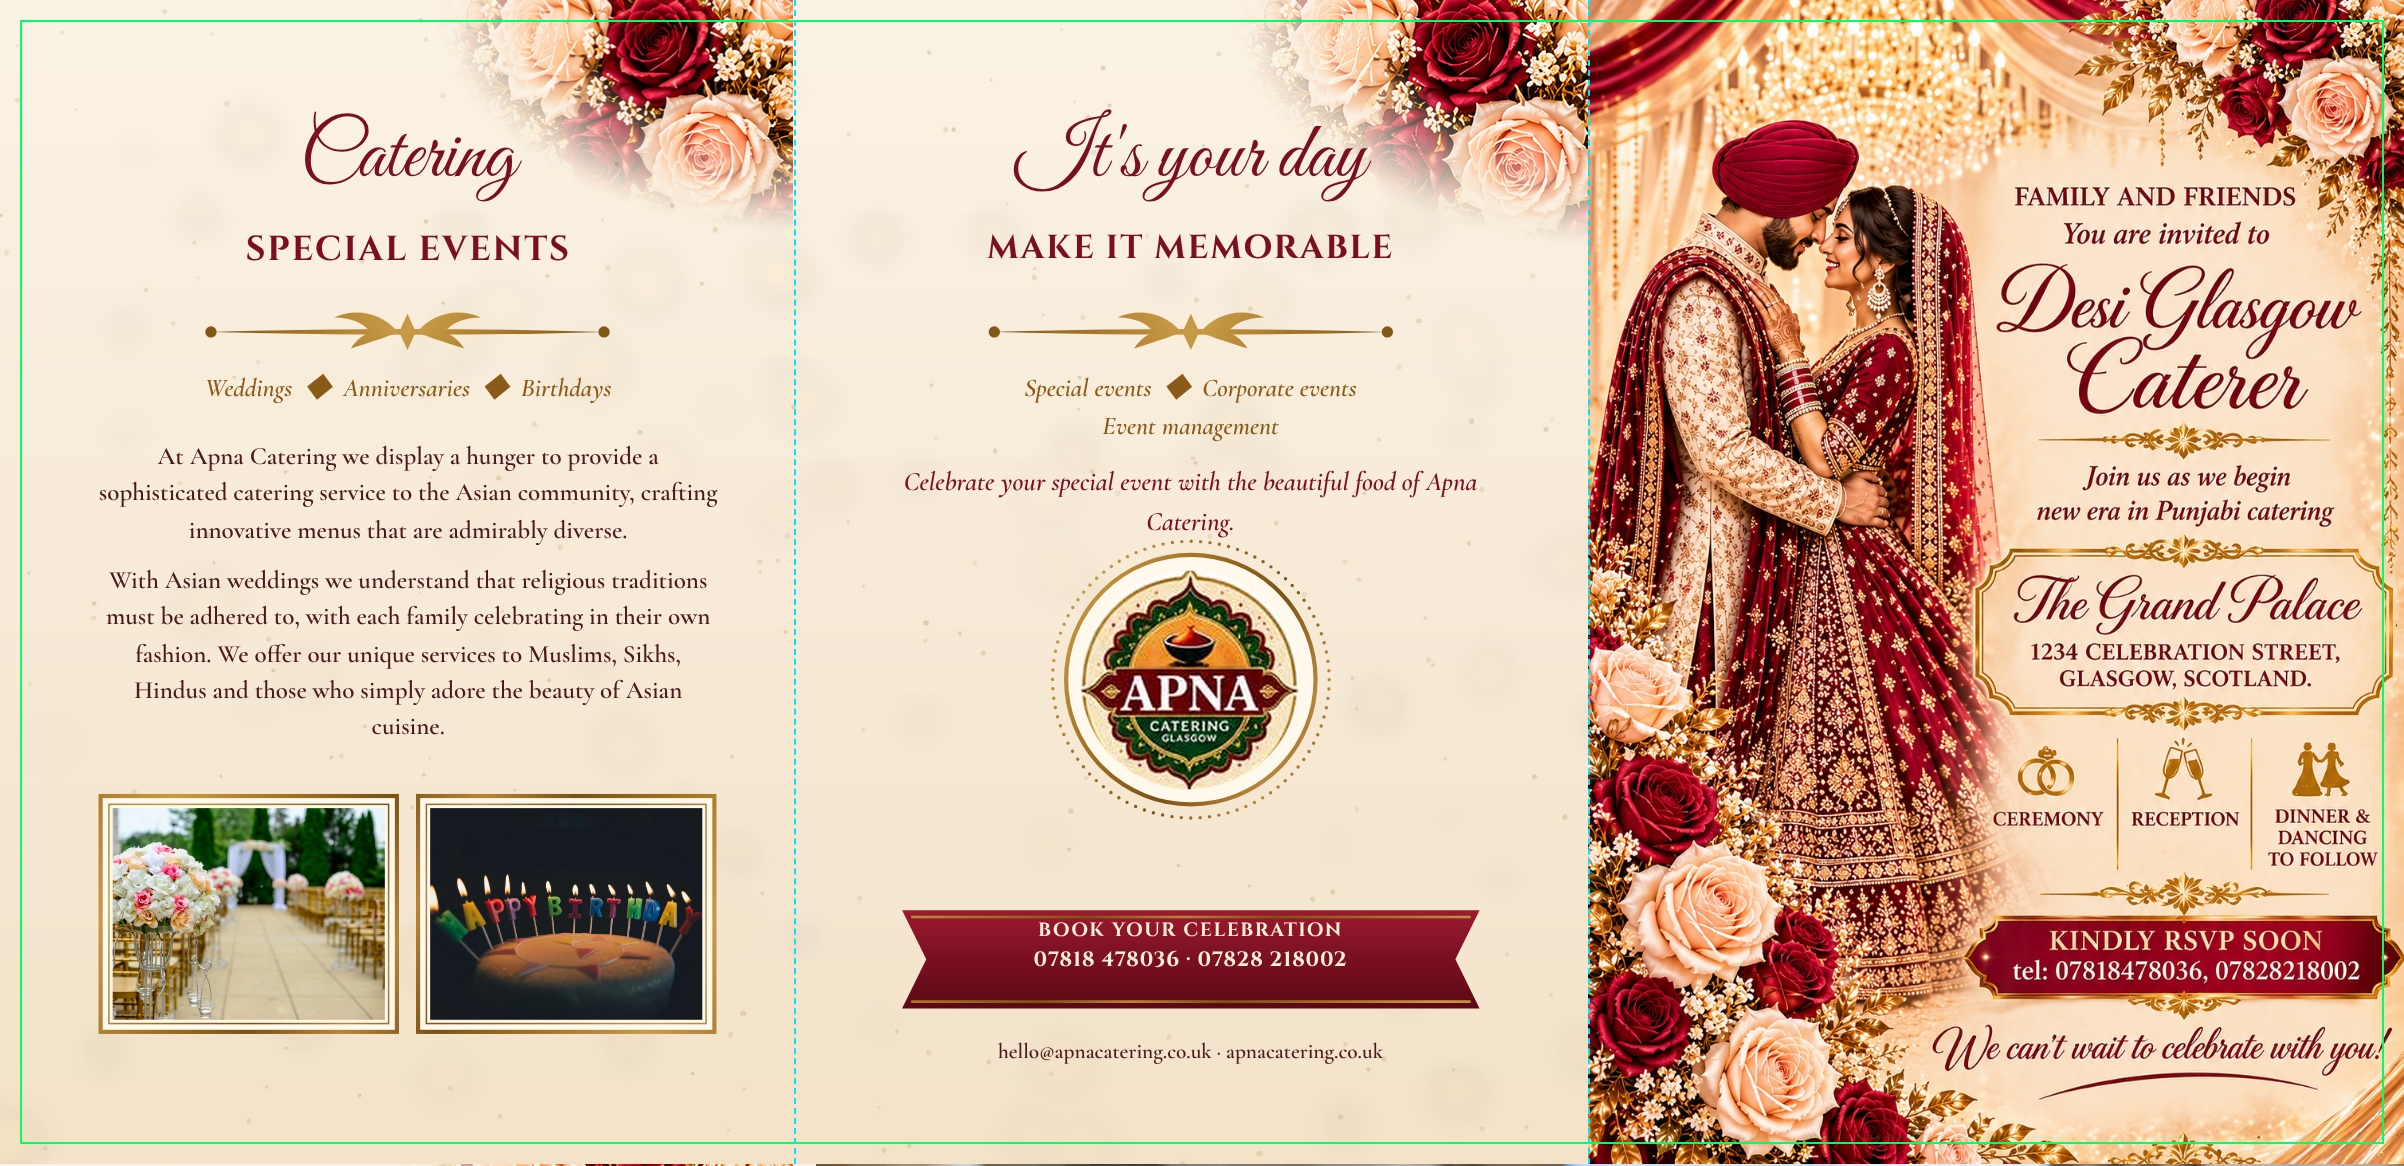 Catering
SPECIAL EVENTS
Weddings ◆ Anniversaries ◆ Birthdays
At Apna Catering we display a hunger to provide a
sophisticated catering service to the Asian community, crafting
innovative menus that are admirably diverse.
With Asian weddings we understand that religious traditions
must be adhered to, with each family celebrating in their own
fashion. We offer our unique services to Muslims, Sikhs,
Hindus and those who simply adore the beauty of Asian
cuisine.
HAPPY BIRTHDAY
It's your day
MAKE IT MEMORABLE
Special events ◆ Corporate events
Event management
Celebrate your special event with the beautiful food of Apna
Catering.
APNA
CATERING
GLASGOW
BOOK YOUR CELEBRATION
07818 478036 · 07828 218002
hello@apnacatering.co.uk · apnacatering.co.uk
FAMILY AND FRIENDS
You are invited to
Desi Glasgow
Caterer
Join us as we begin
new era in Punjabi catering
The Grand Palace
1234 CELEBRATION STREET,
GLASGOW, SCOTLAND.
CEREMONY
RECEPTION
DINNER &
DANCING
TO FOLLOW
KINDLY RSVP SOON
tel: 07818478036, 07828218002
We can't wait to celebrate with you!